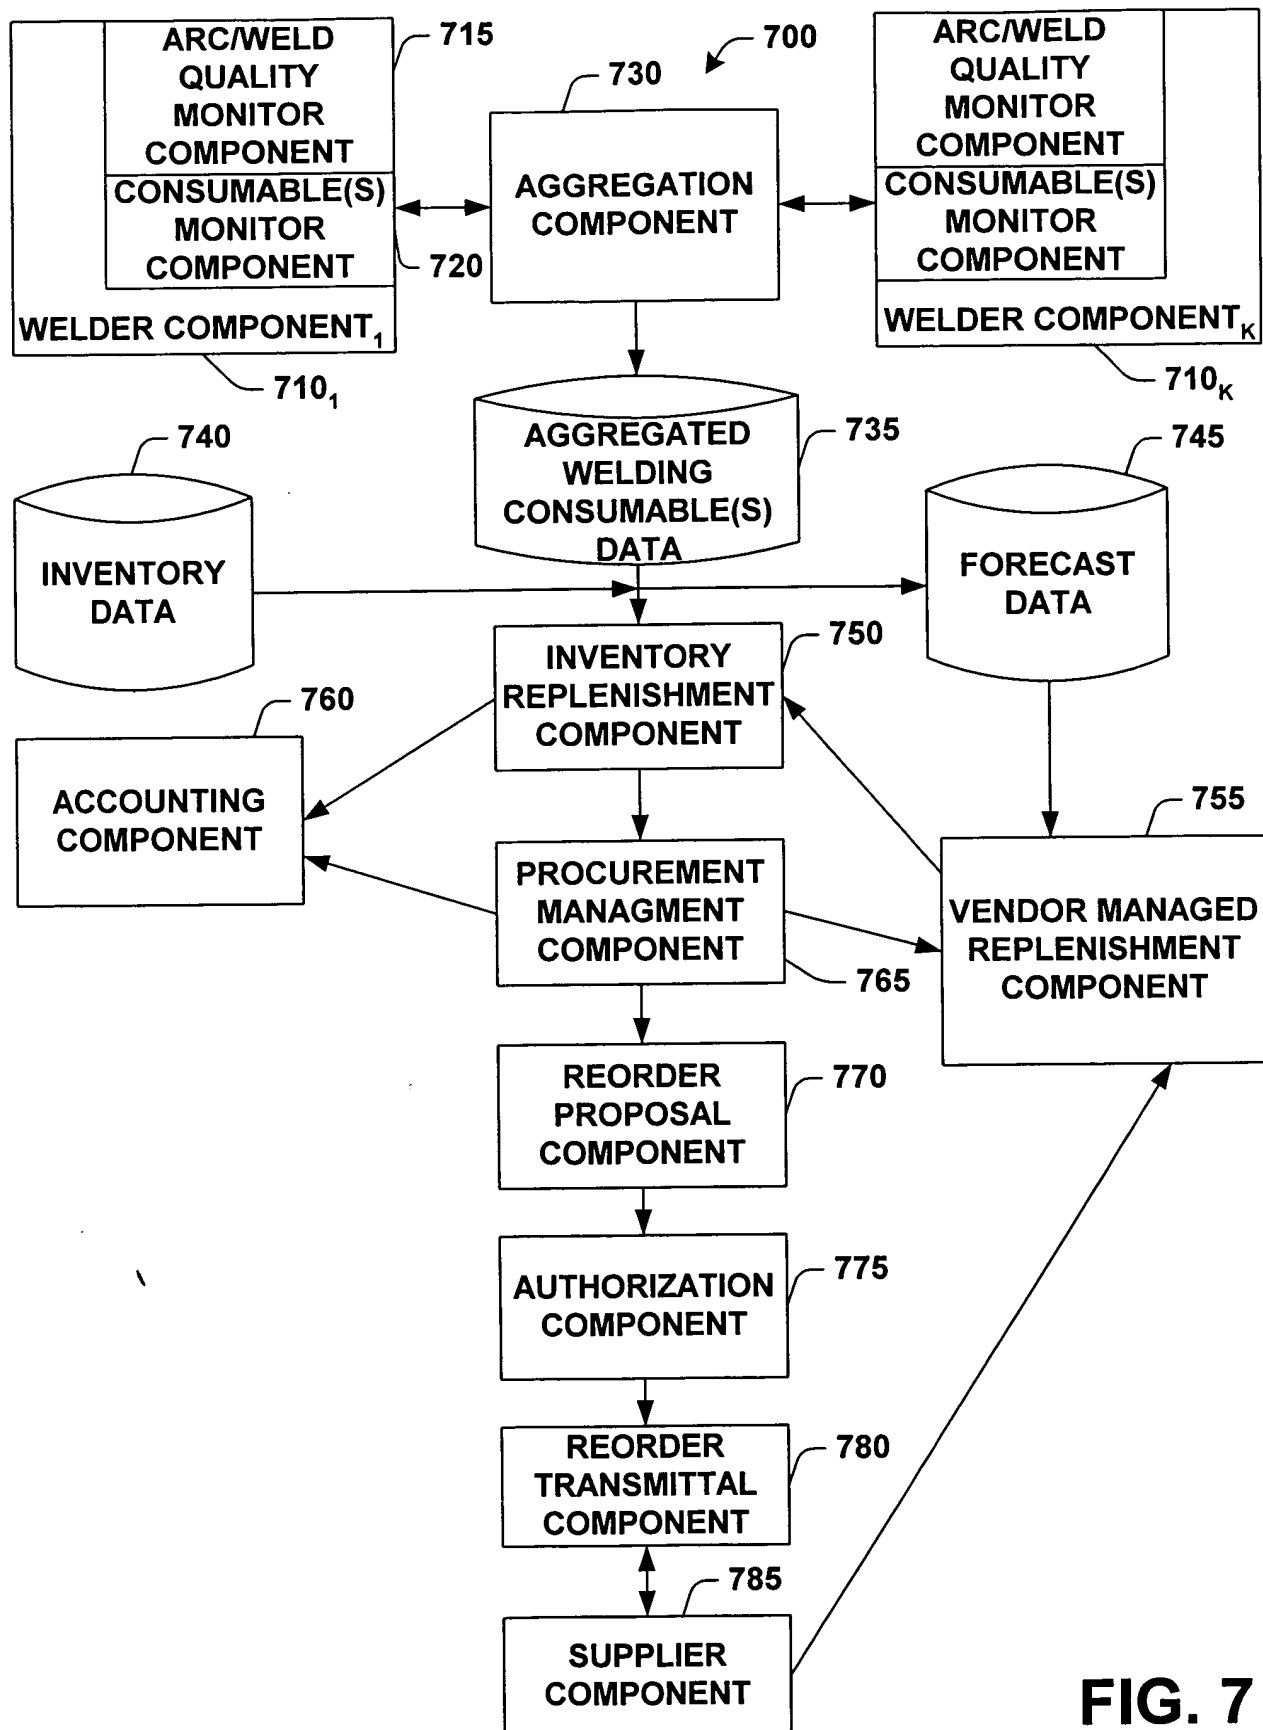 ARC/WELD
QUALITY
MONITOR
COMPONENT
715
CONSUMABLE(S)
MONITOR
COMPONENT
720
WELDER COMPONENT1
7101
700
730
AGGREGATION
COMPONENT
ARC/WELD
QUALITY
MONITOR
COMPONENT
CONSUMABLE(S)
MONITOR
COMPONENT
WELDER COMPONENTK
710K
740
INVENTORY
DATA
AGGREGATED
WELDING
CONSUMABLE(S)
DATA
735
745
FORECAST
DATA
INVENTORY
REPLENISHMENT
COMPONENT
750
760
ACCOUNTING
COMPONENT
PROCUREMENT
MANAGMENT
COMPONENT
765
755
VENDOR MANAGED
REPLENISHMENT
COMPONENT
REORDER
PROPOSAL
COMPONENT
770
AUTHORIZATION
COMPONENT
775
REORDER
TRANSMITTAL
COMPONENT
780
785
SUPPLIER
COMPONENT
FIG. 7